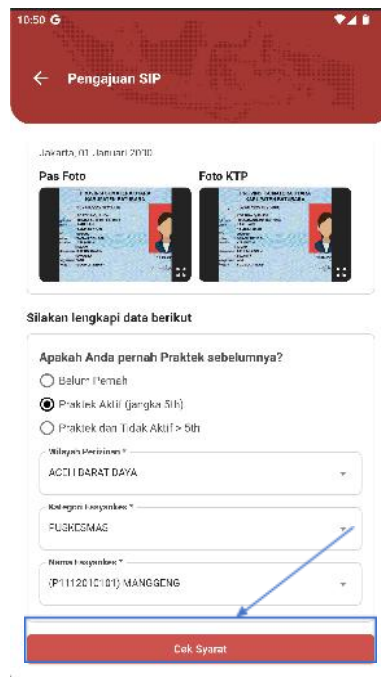 10:50 G
Pengajuan SIP
Jakarta, 01 Januari
Pas Foto Foto KTP
Silakan lengkapi data berikut
Apakah Anda pernah Praktek sebelumnya?
Belum Pernah
Praktek Aktif (jangka 5th)
Praktek dan Tidak Aktif > 5th
Wilayah Perizinan *
ACEH BARAT DAYA
Kategori Fasyankes *
PUSKESMAS
Nama Fasyankes *
(P1112010101) MANGGENG
Cek Syarat